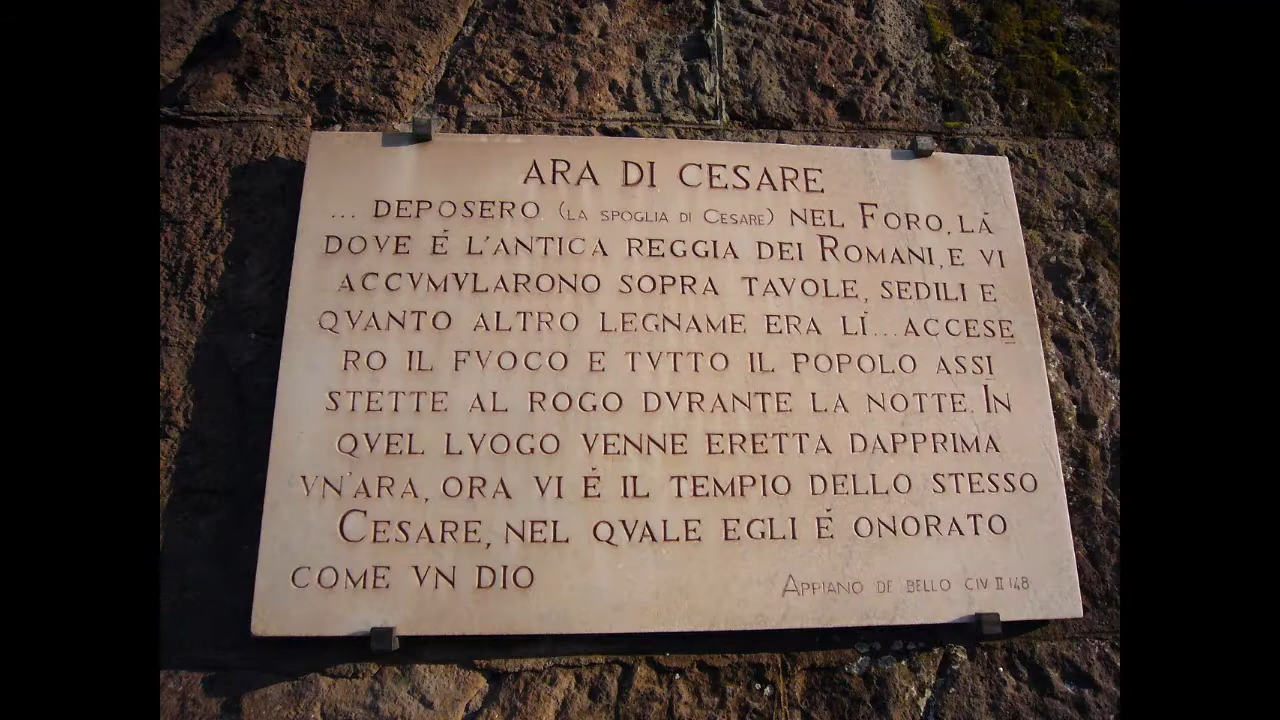 ARA DI CESARE
... DEPOSERO (LA SPOGLIA DI CESARE) NEL FORO, LÁ
DOVE É L'ANTICA REGGIA DEI ROMANI, E VI
ACCVMVLARONO SOPRA TAVOLE, SEDILI E
QVANTO ALTRO LEGNAME ERA LÍ... ACCESE
RO IL FVOCO E TVTTO IL POPOLO ASSI
STETTE AL ROGO DVRANTE LA NOTTE. IN
QVEL LVOGO VENNE ERETTA DAPPRIMA
VN'ARA, ORA VI É IL TEMPIO DELLO STESSO
CESARE, NEL QVALE EGLI É ONORATO
COME VN DIO
APPIANO DE BELLO CIV II 148